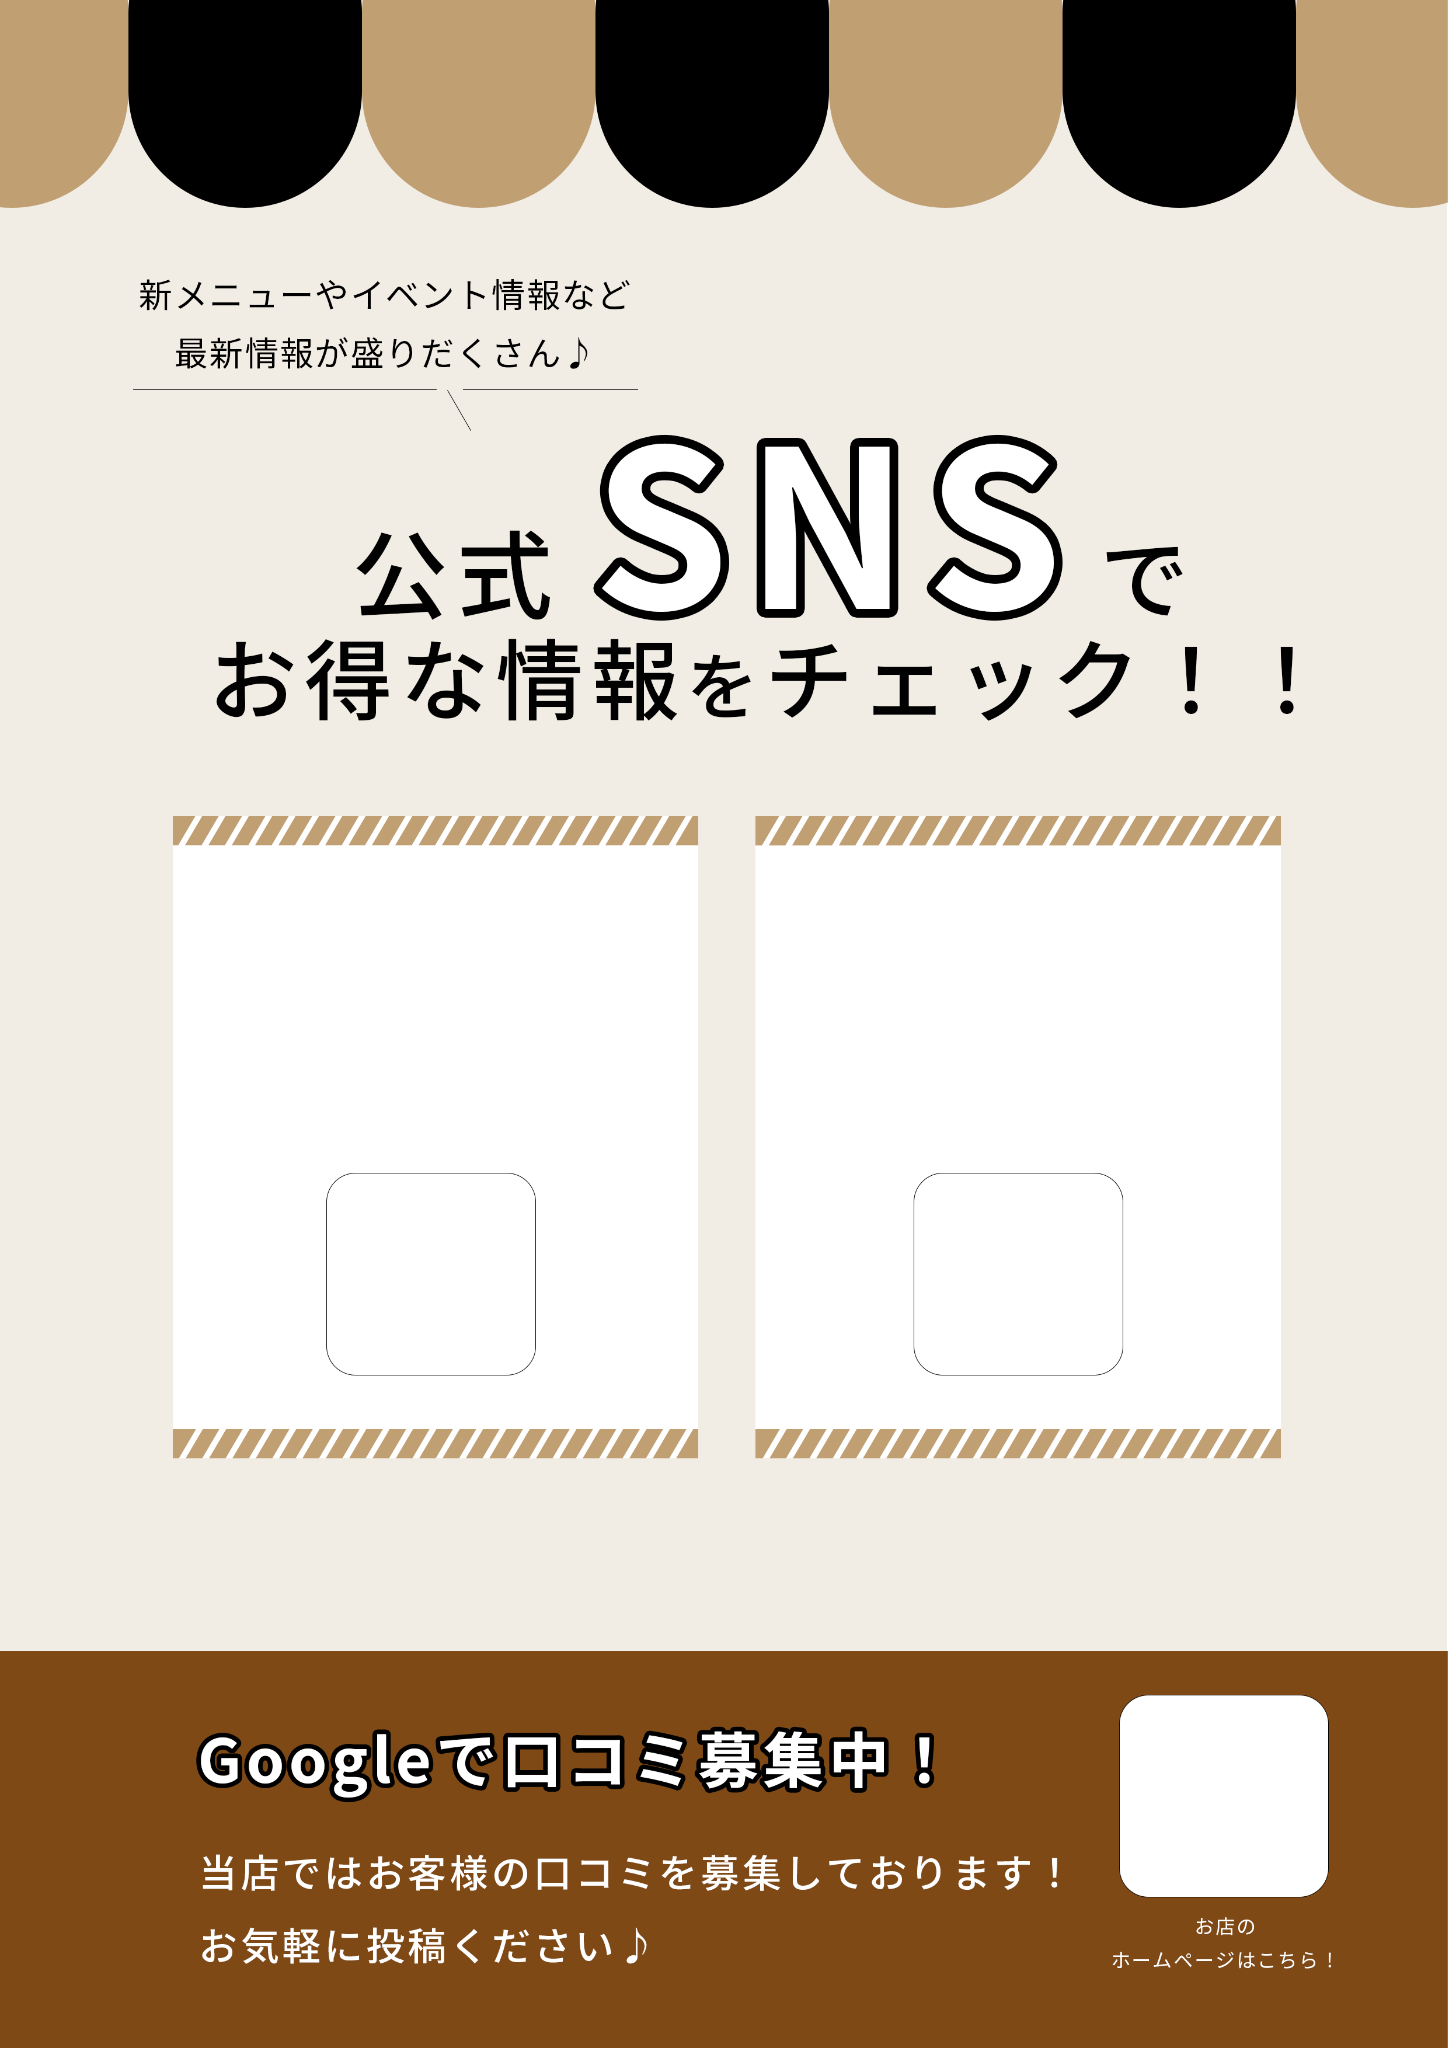 新メニューやイベント情報など
最新情報が盛りだくさん♪
公式 SNS で
お得な情報をチェック！！
Googleで口コミ募集中！
当店ではお客様の口コミを募集しております！
お気軽に投稿ください♪
お店の
ホームページはこちら！